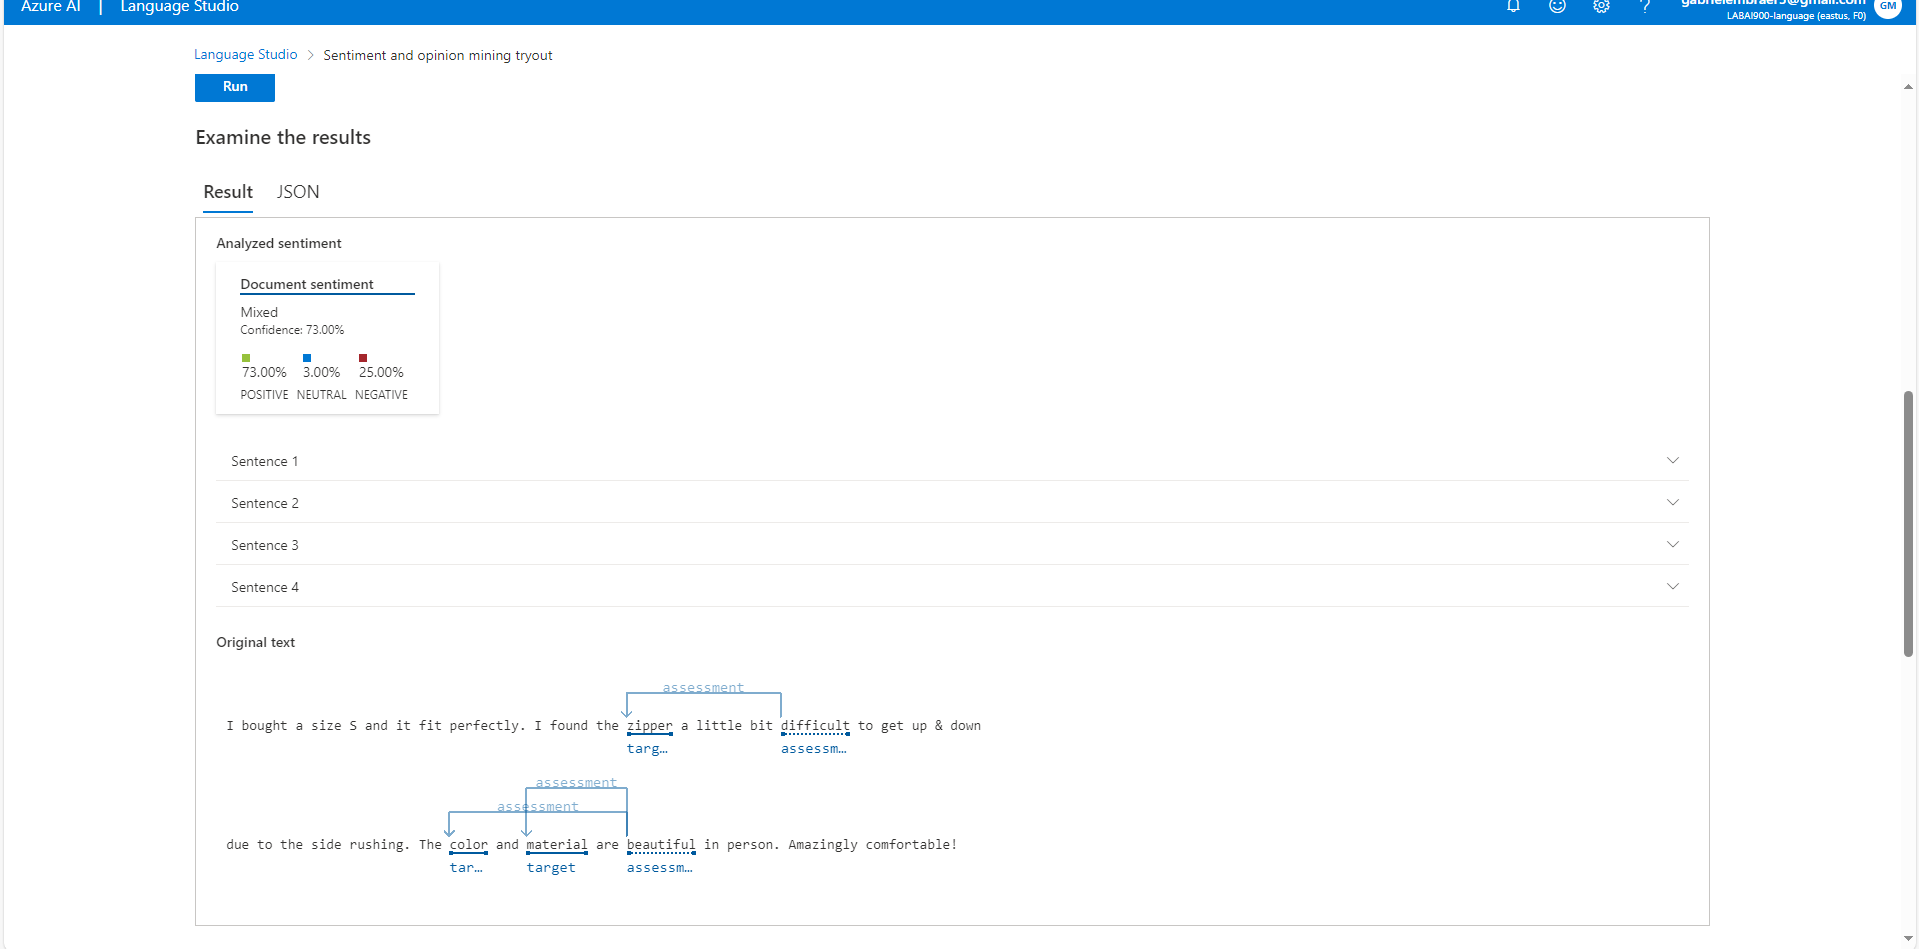 Azure AI | Language Studio
gabrielembraer5@gmail.com
LABAI900-language (eastus, F0)
GM
Language Studio > Sentiment and opinion mining tryout
Run
Examine the results
Result JSON
Analyzed sentiment
Document sentiment
Mixed
Confidence: 73.00%
73.00% 3.00% 25.00%
POSITIVE NEUTRAL NEGATIVE
Sentence 1
Sentence 2
Sentence 3
Sentence 4
Original text
assessment
I bought a size S and it fit perfectly. I found the zipper a little bit difficult to get up & down
targ… assessm…
assessment
assessment
due to the side rushing. The color and material are beautiful in person. Amazingly comfortable!
tar… target assessm…